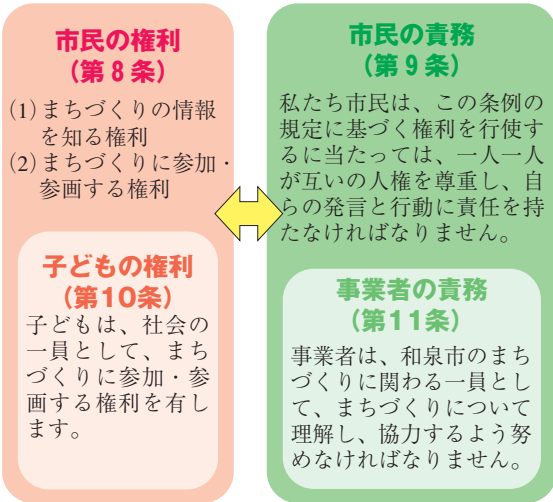 市民の権利
(第8条)
(1)まちづくりの情報
を知る権利
(2)まちづくりに参加・
参画する権利
子どもの権利
(第10条)
子どもは、社会の
一員として、まち
づくりに参加・参
画する権利を有し
ます。
市民の責務
(第9条)
私たち市民は、この条例の
規定に基づく権利を行使す
るに当たっては、一人一人
が互いの人権を尊重し、自
らの発言と行動に責任を持
たなければなりません。
事業者の責務
(第11条)
事業者は、和泉市のまち
づくりに関わる一員とし
て、まちづくりについて
理解し、協力するよう努
めなければなりません。